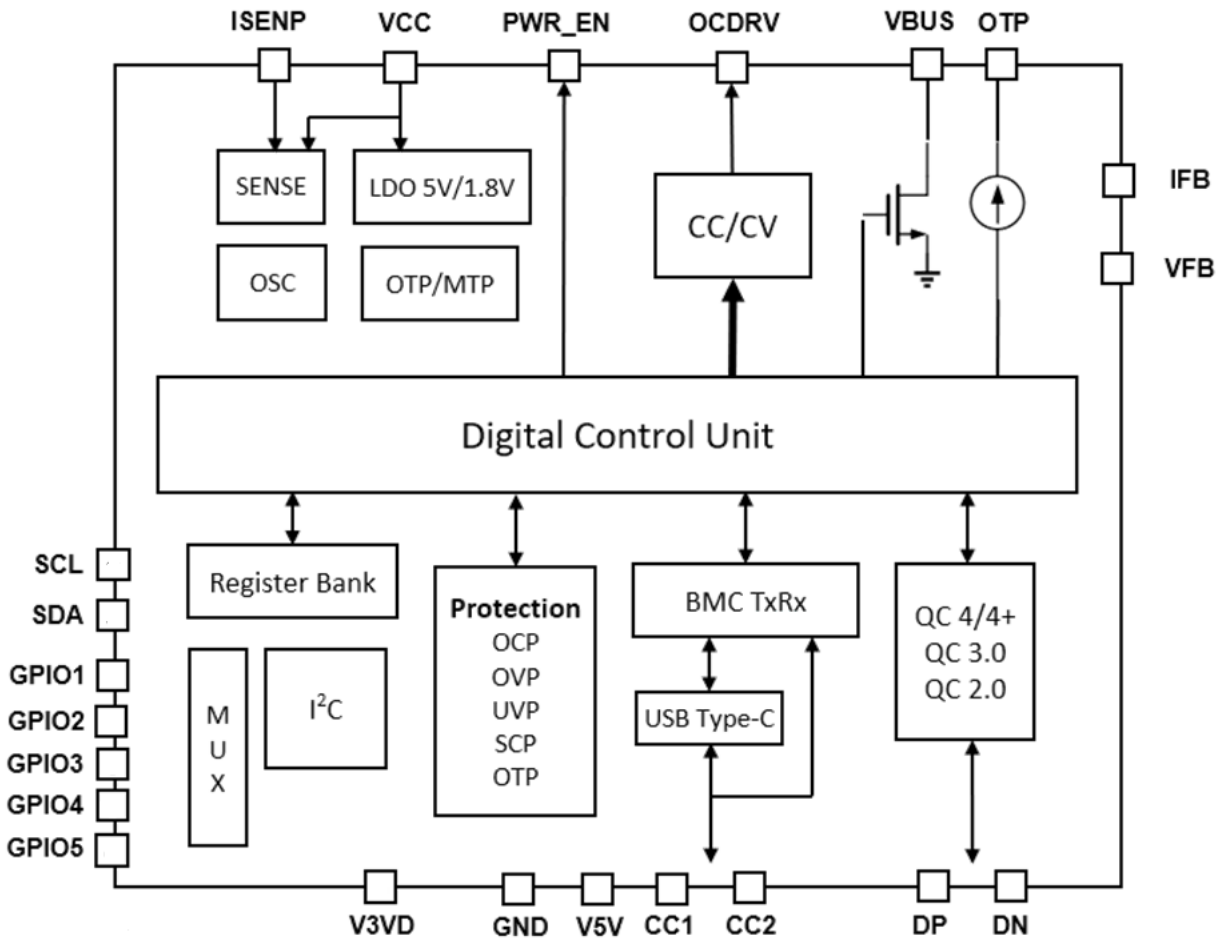 ISENP VCC PWR_EN OCDRV VBUS OTP
SENSE
LDO 5V/1.8V
CC/CV
IFB
VFB
OSC
OTP/MTP
Digital Control Unit
SCL
SDA
GPIO1
GPIO2
GPIO3
GPIO4
GPIO5
Register Bank
M
U
X
I²C
Protection
OCP
OVP
UVP
SCP
OTP
BMC TxRx
USB Type-C
QC 4/4+
QC 3.0
QC 2.0
V3VD GND V5V CC1 CC2 DP DN